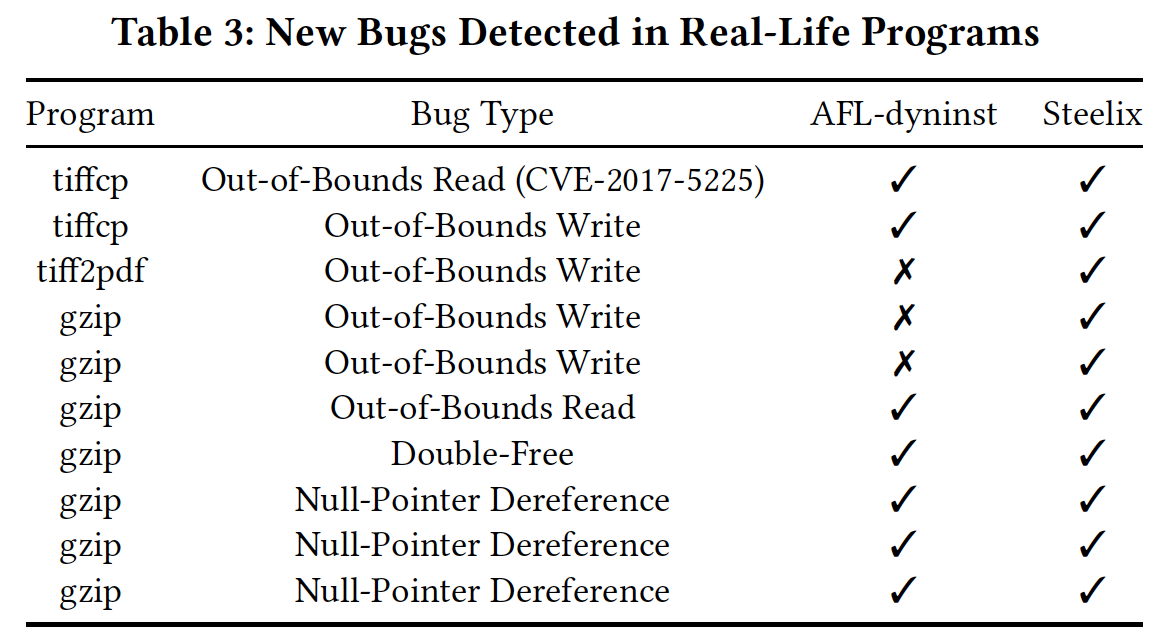 Table 3: New Bugs Detected in Real-Life Programs
Program Bug Type AFL-dyninst Steelix
tiffcp Out-of-Bounds Read (CVE-2017-5225) ✓ ✓
tiffcp Out-of-Bounds Write ✓ ✓
tiff2pdf Out-of-Bounds Write ✗ ✓
gzip Out-of-Bounds Write ✗ ✓
gzip Out-of-Bounds Write ✗ ✓
gzip Out-of-Bounds Read ✓ ✓
gzip Double-Free ✓ ✓
gzip Null-Pointer Dereference ✓ ✓
gzip Null-Pointer Dereference ✓ ✓
gzip Null-Pointer Dereference ✓ ✓